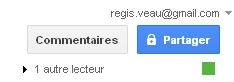 regis.veau@gmail.com
Commentaires Partager
1 autre lecteur